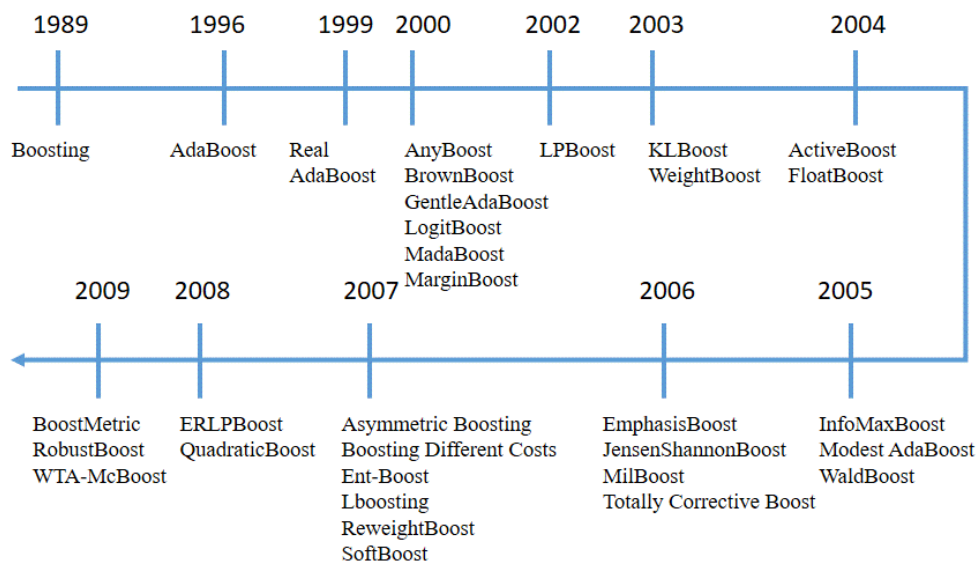 1989
1996
1999
2000
2002
2003
2004
Boosting
AdaBoost
Real
AdaBoost
AnyBoost
BrownBoost
GentleAdaBoost
LogitBoost
MadaBoost
MarginBoost
LPBoost
KLBoost
WeightBoost
ActiveBoost
FloatBoost
2009
2008
2007
2006
2005
BoostMetric
RobustBoost
WTA-McBoost
ERLPBoost
QuadraticBoost
Asymmetric Boosting
Boosting Different Costs
Ent-Boost
Lboosting
ReweightBoost
SoftBoost
EmphasisBoost
JensenShannonBoost
MilBoost
Totally Corrective Boost
InfoMaxBoost
Modest AdaBoost
WaldBoost